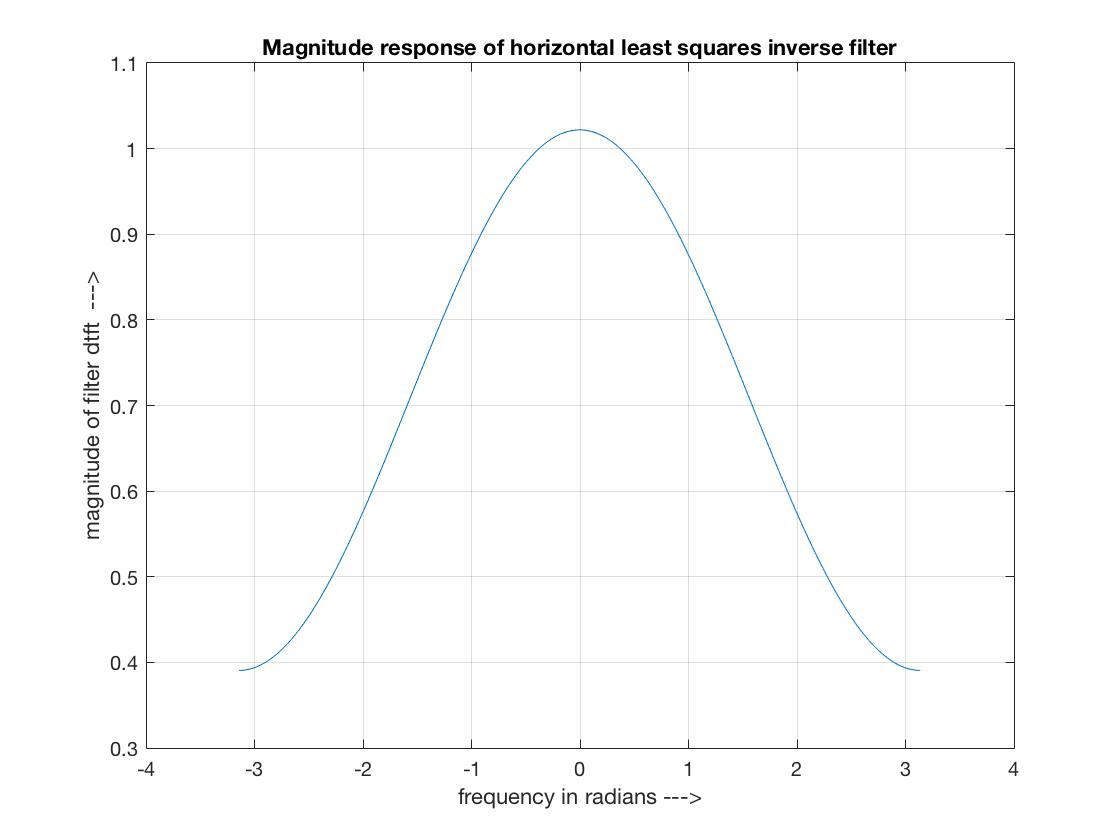 Magnitude response of horizontal least squares inverse filter
1.1
1
0.9
0.8
0.7
0.6
0.5
0.4
0.3
magnitude of filter dtft --->
-4 -3 -2 -1 0 1 2 3 4
frequency in radians --->